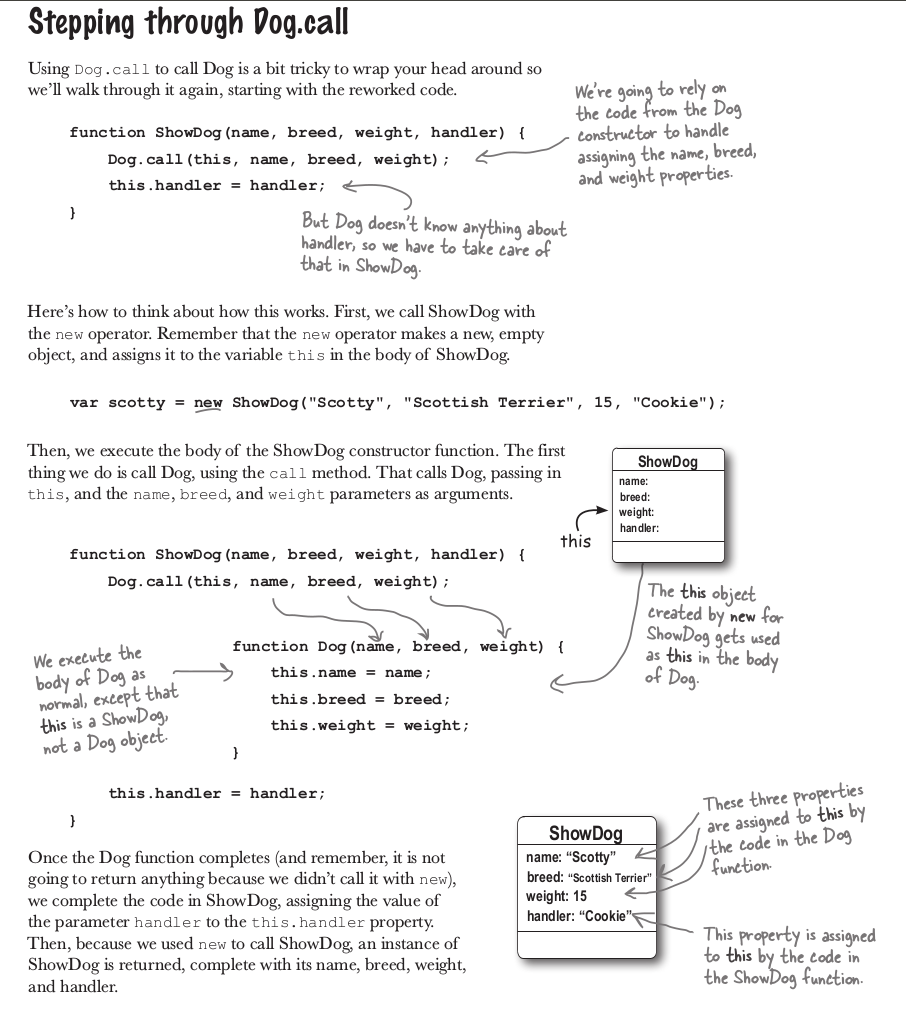 Stepping through Dog.call
Using Dog.call to call Dog is a bit tricky to wrap your head around so
we'll walk through it again, starting with the reworked code.
function ShowDog(name, breed, weight, handler) {
Dog.call(this, name, breed, weight);
this.handler = handler;
}
We're going to rely on
the code from the Dog
constructor to handle
assigning the name, breed,
and weight properties.
But Dog doesn't know anything about
handler, so we have to take care of
that in ShowDog.
Here's how to think about how this works. First, we call ShowDog with
the new operator. Remember that the new operator makes a new, empty
object, and assigns it to the variable this in the body of ShowDog.
var scotty = new ShowDog("Scotty", "Scottish Terrier", 15, "Cookie");
Then, we execute the body of the ShowDog constructor function. The first
thing we do is call Dog, using the call method. That calls Dog, passing in
this, and the name, breed, and weight parameters as arguments.
ShowDog
name:
breed:
weight:
handler:
this
function ShowDog(name, breed, weight, handler) {
Dog.call(this, name, breed, weight);
The this object
created by new for
ShowDog gets used
as this in the body
of Dog.
function Dog(name, breed, weight) {
this.name = name;
this.breed = breed;
this.weight = weight;
}
We execute the
body of Dog as
normal, except that
this is a ShowDog,
not a Dog object.
this.handler = handler;
}
Once the Dog function completes (and remember, it is not
going to return anything because we didn't call it with new),
we complete the code in ShowDog, assigning the value of
the parameter handler to the this.handler property.
Then, because we used new to call ShowDog, an instance of
ShowDog is returned, complete with its name, breed, weight,
and handler.
ShowDog
name: “Scotty”
breed: “Scottish Terrier”
weight: 15
handler: “Cookie”
These three properties
are assigned to this by
the code in the Dog
function.
This property is assigned
to this by the code in
the ShowDog function.